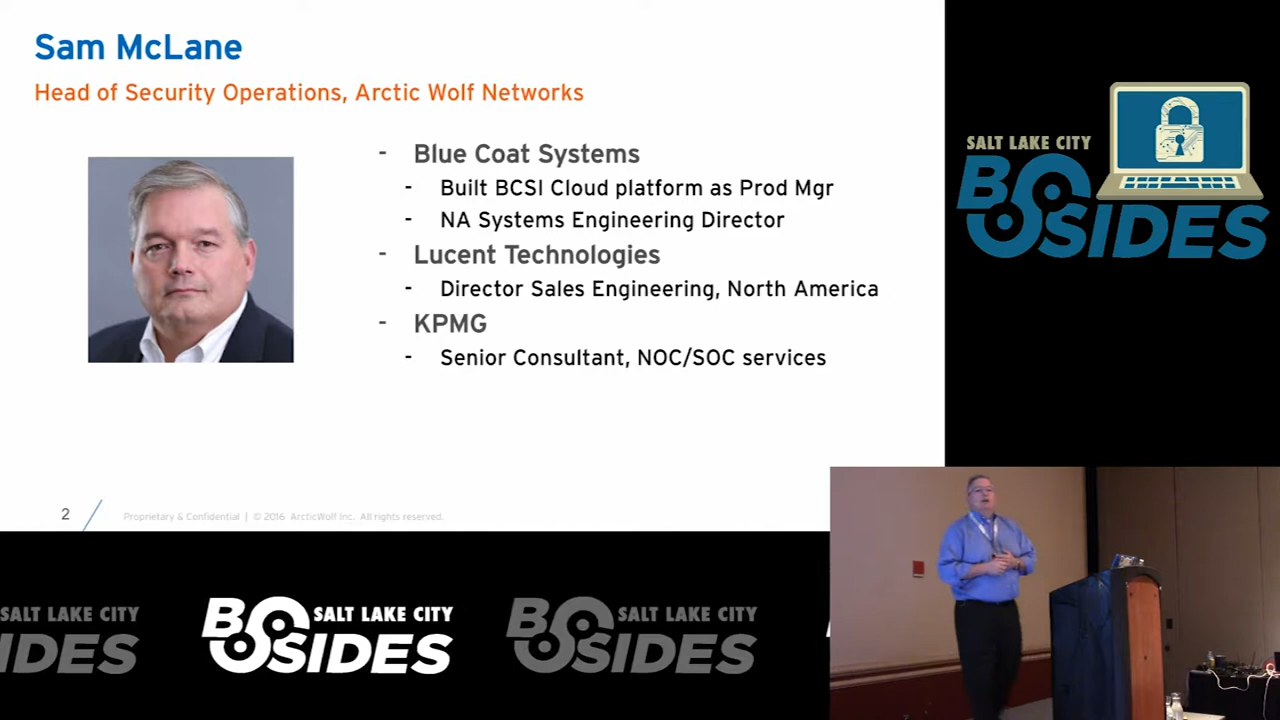 Sam McLane
Head of Security Operations, Arctic Wolf Networks
- Blue Coat Systems
- Built BCSI Cloud platform as Prod Mgr
- NA Systems Engineering Director
- Lucent Technologies
- Director Sales Engineering, North America
- KPMG
- Senior Consultant, NOC/SOC services
2
Proprietary & Confidential | © 2016 ArcticWolf Inc. All rights reserved.
SALT LAKE CITY
BSIDES
SALT LAKE CITY
IDES
BSIDES
SALT LAKE CITY
BSIDES
SALT LAKE CITY